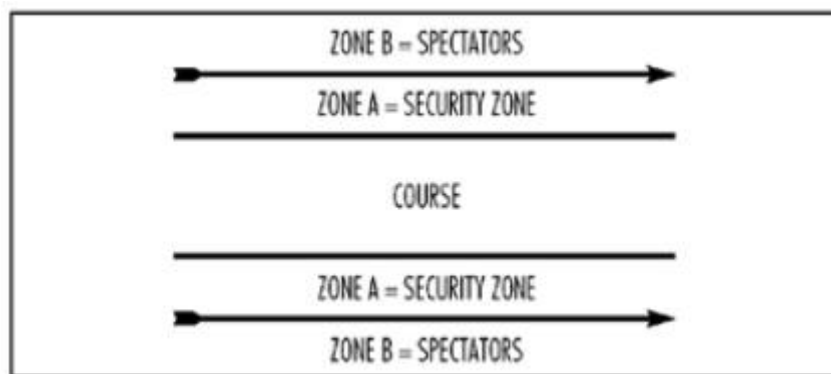 ZONE B = SPECTATORS
ZONE A = SECURITY ZONE
COURSE
ZONE A = SECURITY ZONE
ZONE B = SPECTATORS